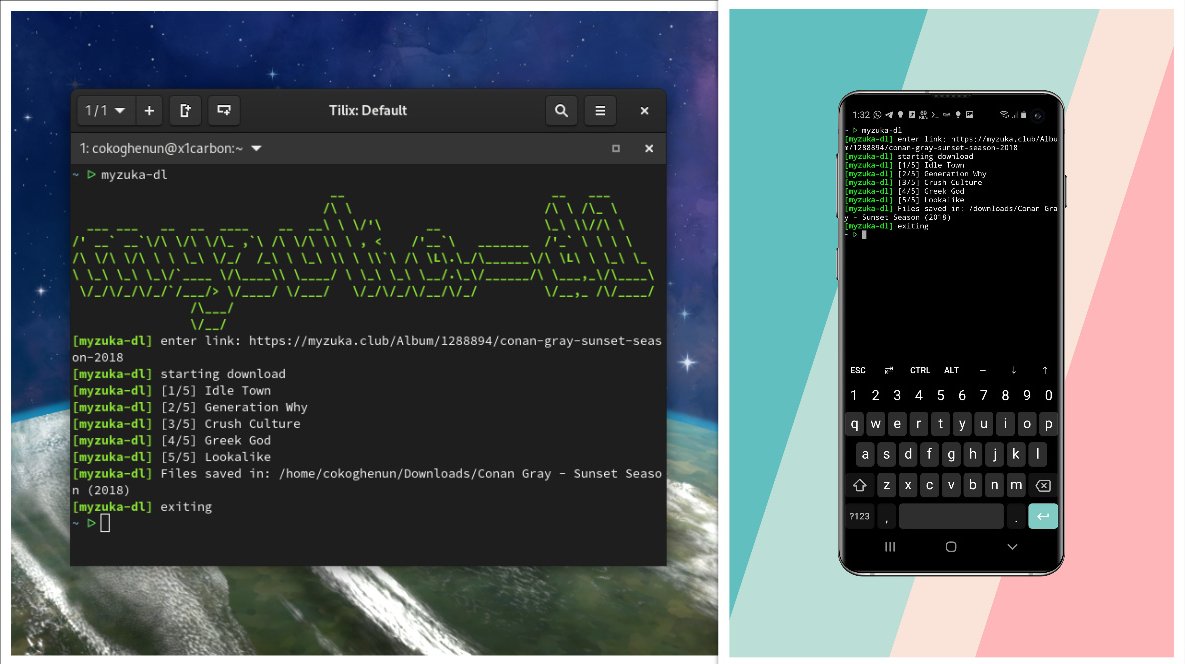 1/1
Tilix: Default
1: cokoghenun@x1carbon:~
~ ▷ myzuka-dl
[myzuka-dl] enter link: https://myzuka.club/Album/1288894/conan-gray-sunset-seas
on-2018
[myzuka-dl] starting download
[myzuka-dl] [1/5] Idle Town
[myzuka-dl] [2/5] Generation Why
[myzuka-dl] [3/5] Crush Culture
[myzuka-dl] [4/5] Greek God
[myzuka-dl] [5/5] Lookalike
[myzuka-dl] Files saved in: /home/cokoghenun/Downloads/Conan Gray - Sunset Seaso
n (2018)
[myzuka-dl] exiting
~ ▷
1:32
~ ▷ myzuka-dl
[myzuka-dl] enter link: https://myzuka.club/Albu
m/1288894/conan-gray-sunset-season-2018
[myzuka-dl] starting download
[myzuka-dl] [1/5] Idle Town
[myzuka-dl] [2/5] Generation Why
[myzuka-dl] [3/5] Crush Culture
[myzuka-dl] [4/5] Greek God
[myzuka-dl] [5/5] Lookalike
[myzuka-dl] Files saved in: /downloads/Conan Gra
y - Sunset Season (2018)
[myzuka-dl] exiting
~ ▷
ESC CTRL ALT – ↓ ↑
1 2 3 4 5 6 7 8 9 0
q w e r t y u i o p
a s d f g h j k l
z x c v b n m
?123 , .